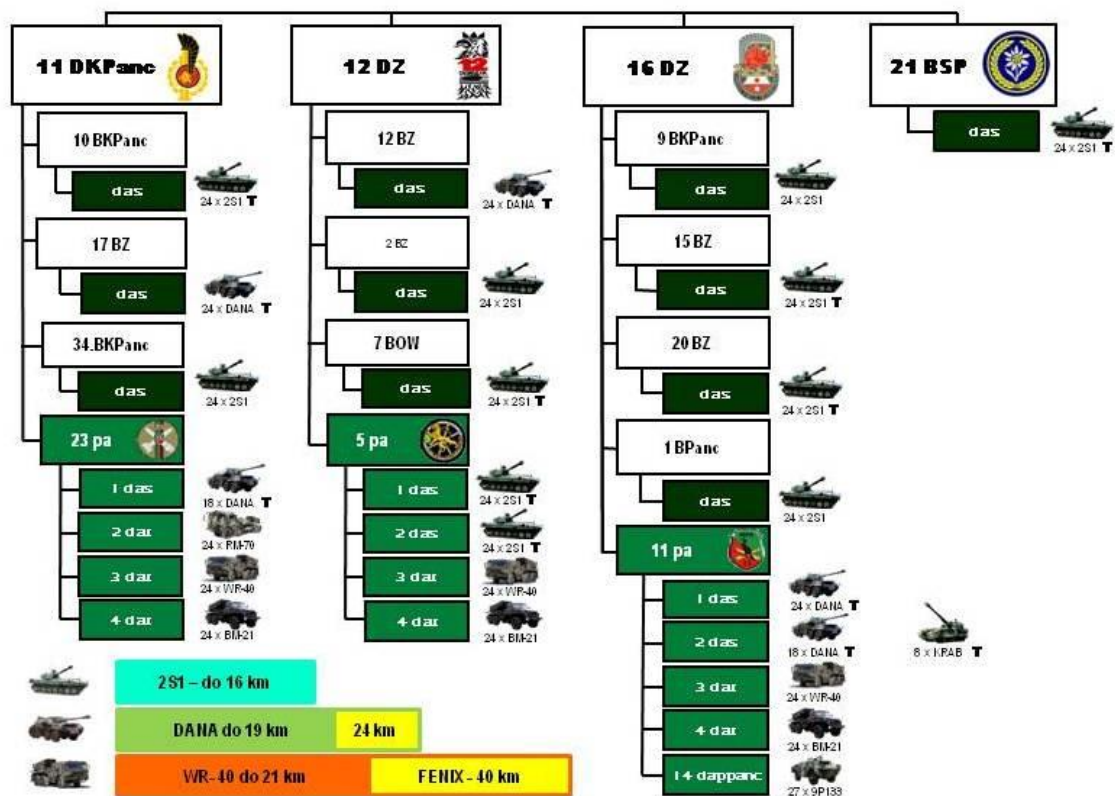 11 DKPanc
12
12 DZ
16 DZ
21 BSP
10 BKPanc
das
24 x 2S1 T
17 BZ
das
24 x DANA T
34.BKPanc
das
24 x 2S1
23 pa
1 das
18 x DANA T
2 dar
24 x RM-70
3 dar
24 x WR-40
4 dar
24 x BM-21
12 BZ
das
24 x DANA T
2 BZ
das
24 x 2S1
7 BOW
das
24 x 2S1 T
5 pa
1 das
24 x 2S1 T
2 das
24 x 2S1 T
3 dar
24 x WR-40
4 dar
24 x BM-21
9 BKPanc
das
24 x 2S1
15 BZ
das
24 x 2S1 T
20 BZ
das
24 x 2S1 T
1 BPanc
das
24 x 2S1
11 pa
1 das
24 x DANA T
2 das
18 x DANA T
8 x KRAB T
3 dar
24 x WR-40
4 dar
24 x BM-21
14 dappanc
27 x 9P133
das
24 x 2S1 T
2S1 – do 16 km
DANA do 19 km
24 km
WR-40 do 21 km
FENIX - 40 km